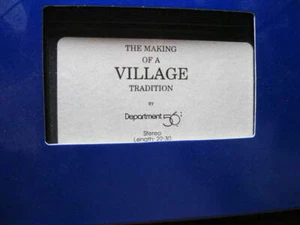 THE MAKING
OF A
VILLAGE
TRADITION
BY
Department 56
Stereo